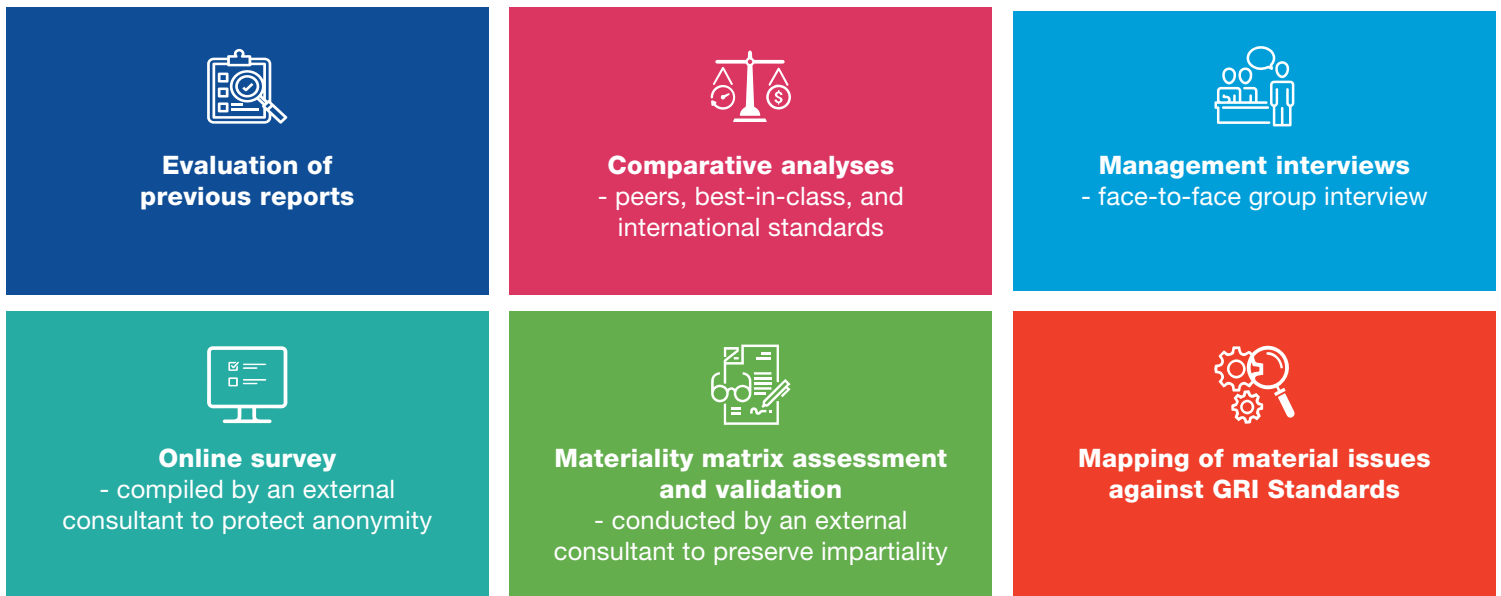 Evaluation of
previous reports
Comparative analyses
- peers, best-in-class, and
international standards
Management interviews
- face-to-face group interview
Online survey
- compiled by an external
consultant to protect anonymity
Materiality matrix assessment
and validation
- conducted by an external
consultant to preserve impartiality
Mapping of material issues
against GRI Standards